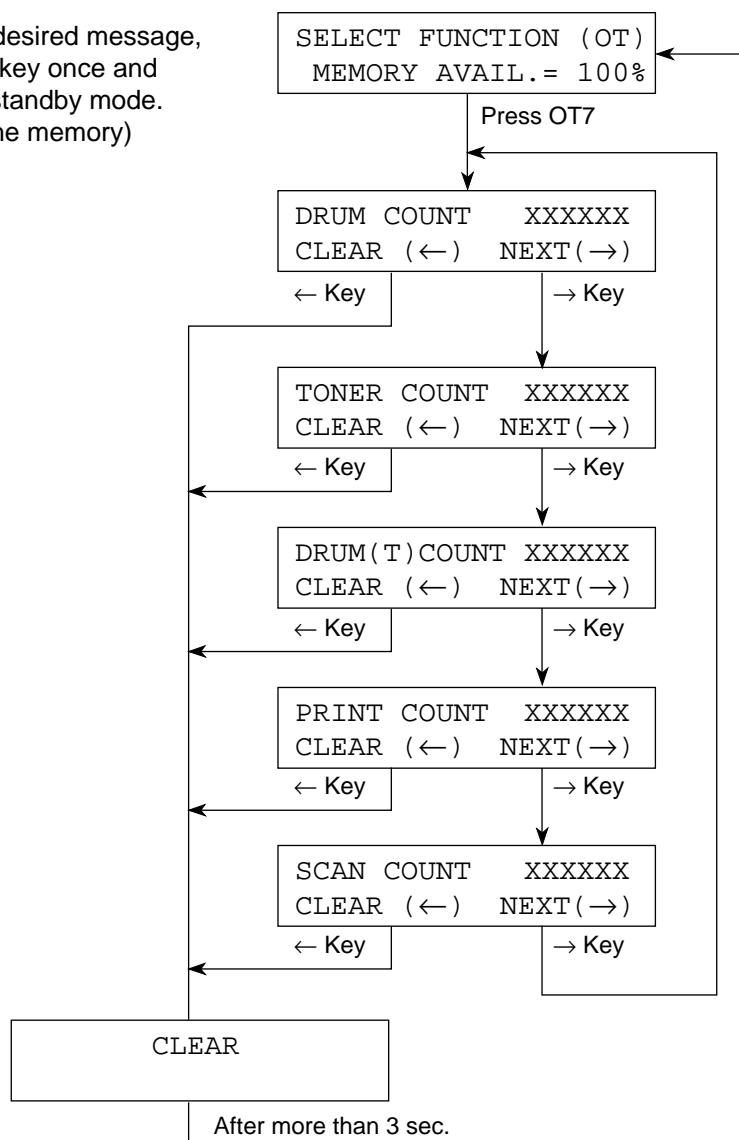 desired message,
key once and
standby mode.
he memory)
SELECT FUNCTION (OT)
MEMORY AVAIL.= 100%
Press OT7
DRUM COUNT XXXXXX
CLEAR (←) NEXT(→)
← Key → Key
TONER COUNT XXXXXX
CLEAR (←) NEXT(→)
← Key → Key
DRUM(T)COUNT XXXXXX
CLEAR (←) NEXT(→)
← Key → Key
PRINT COUNT XXXXXX
CLEAR (←) NEXT(→)
← Key → Key
SCAN COUNT XXXXXX
CLEAR (←) NEXT(→)
← Key → Key
CLEAR
After more than 3 sec.